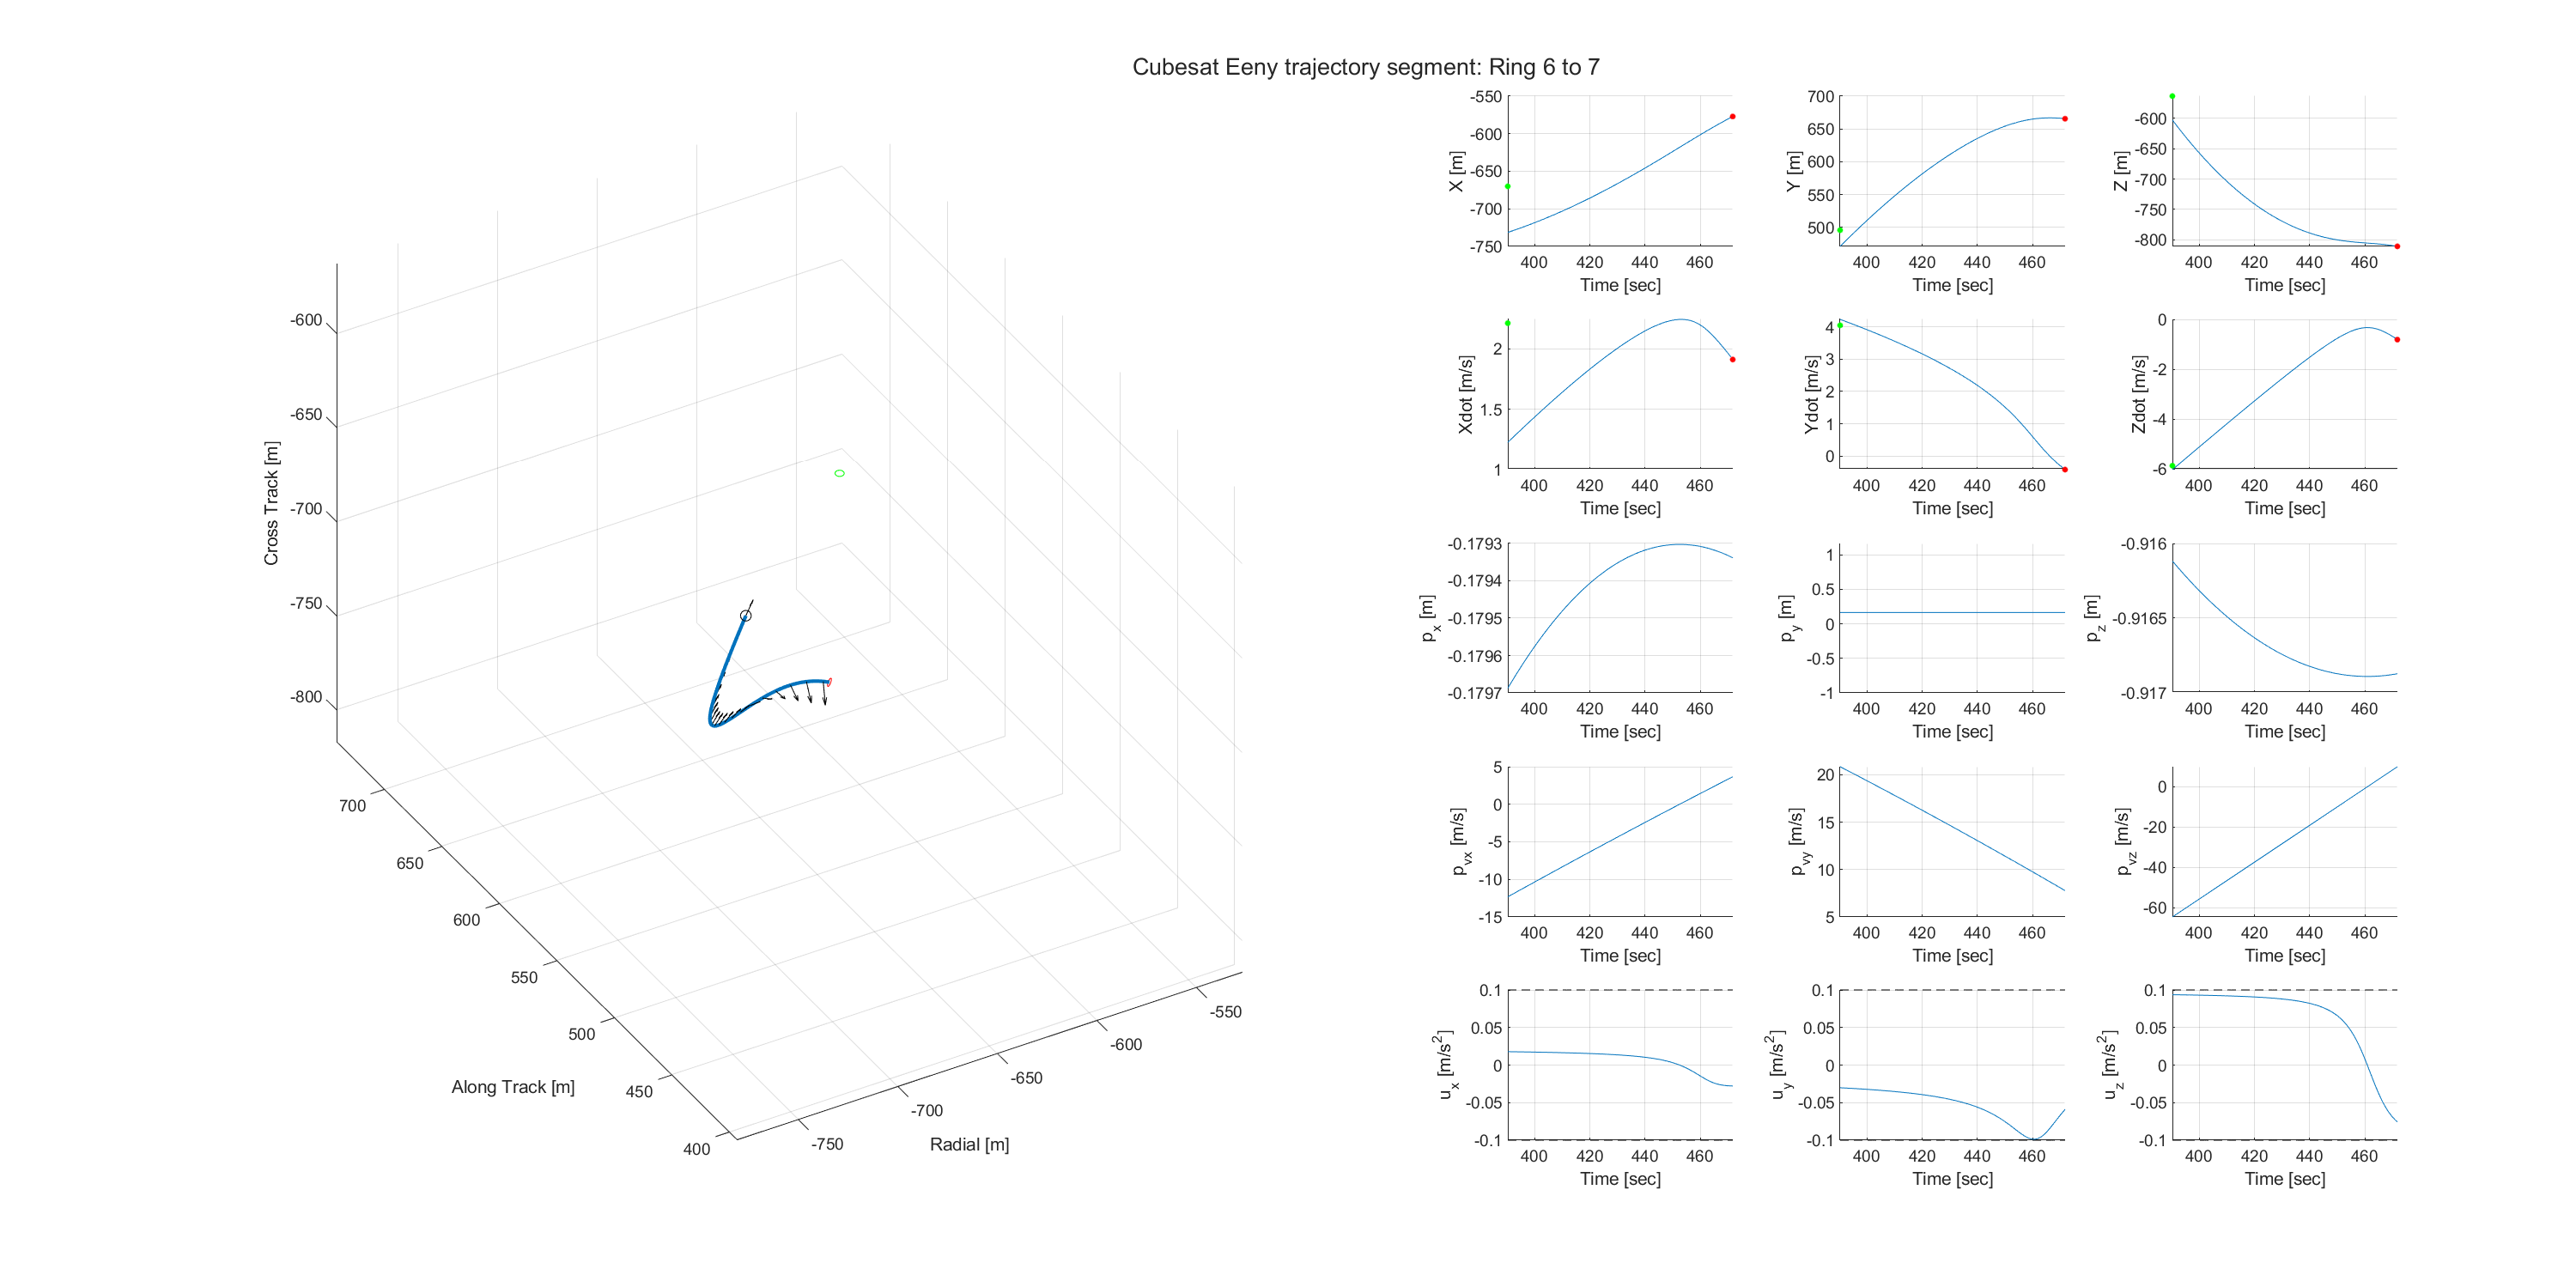 Cubesat Eeny trajectory segment: Ring 6 to 7
-600
-650
-700
-750
-800
Cross Track [m]
700
650
600
550
500
450
400
Along Track [m]
-750
-700
-650
-600
-550
Radial [m]
-550
-600
-650
-700
-750
X [m]
400 420 440 460
Time [sec]
700
650
600
550
500
Y [m]
400 420 440 460
Time [sec]
-600
-650
-700
-750
-800
Z [m]
400 420 440 460
Time [sec]
2
1.5
1
Xdot [m/s]
400 420 440 460
Time [sec]
4
3
2
1
0
Ydot [m/s]
400 420 440 460
Time [sec]
0
-2
-4
-6
Zdot [m/s]
400 420 440 460
Time [sec]
-0.1793
-0.1794
-0.1795
-0.1796
-0.1797
p_x [m]
400 420 440 460
Time [sec]
1
0.5
0
-0.5
-1
p_y [m]
400 420 440 460
Time [sec]
-0.916
-0.9165
-0.917
p_z [m]
400 420 440 460
Time [sec]
5
0
-5
-10
-15
p_vx [m/s]
400 420 440 460
Time [sec]
20
15
10
5
p_vy [m/s]
400 420 440 460
Time [sec]
0
-20
-40
-60
p_vz [m/s]
400 420 440 460
Time [sec]
0.1
0.05
0
-0.05
-0.1
u_x [m/s²]
400 420 440 460
Time [sec]
0.1
0.05
0
-0.05
-0.1
u_y [m/s²]
400 420 440 460
Time [sec]
0.1
0.05
0
-0.05
-0.1
u_z [m/s²]
400 420 440 460
Time [sec]